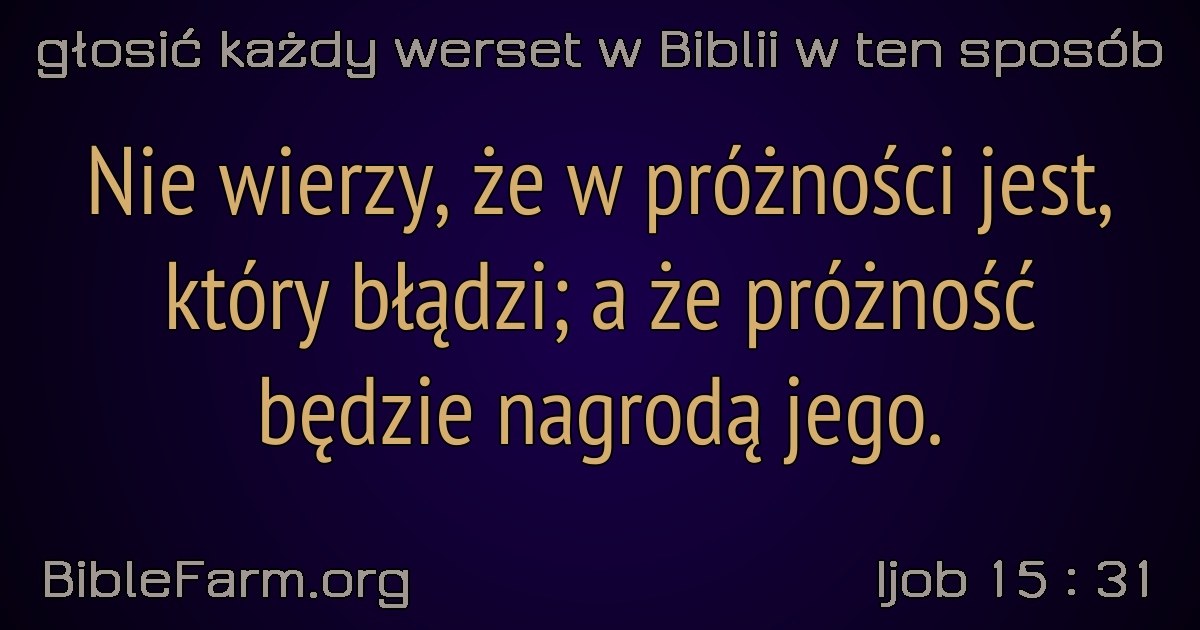 głosić każdy werset w Biblii w ten sposób
Nie wierzy, że w próżności jest,
który błądzi; a że próżność
będzie nagrodą jego.
BibleFarm.org
Ijob 15 : 31